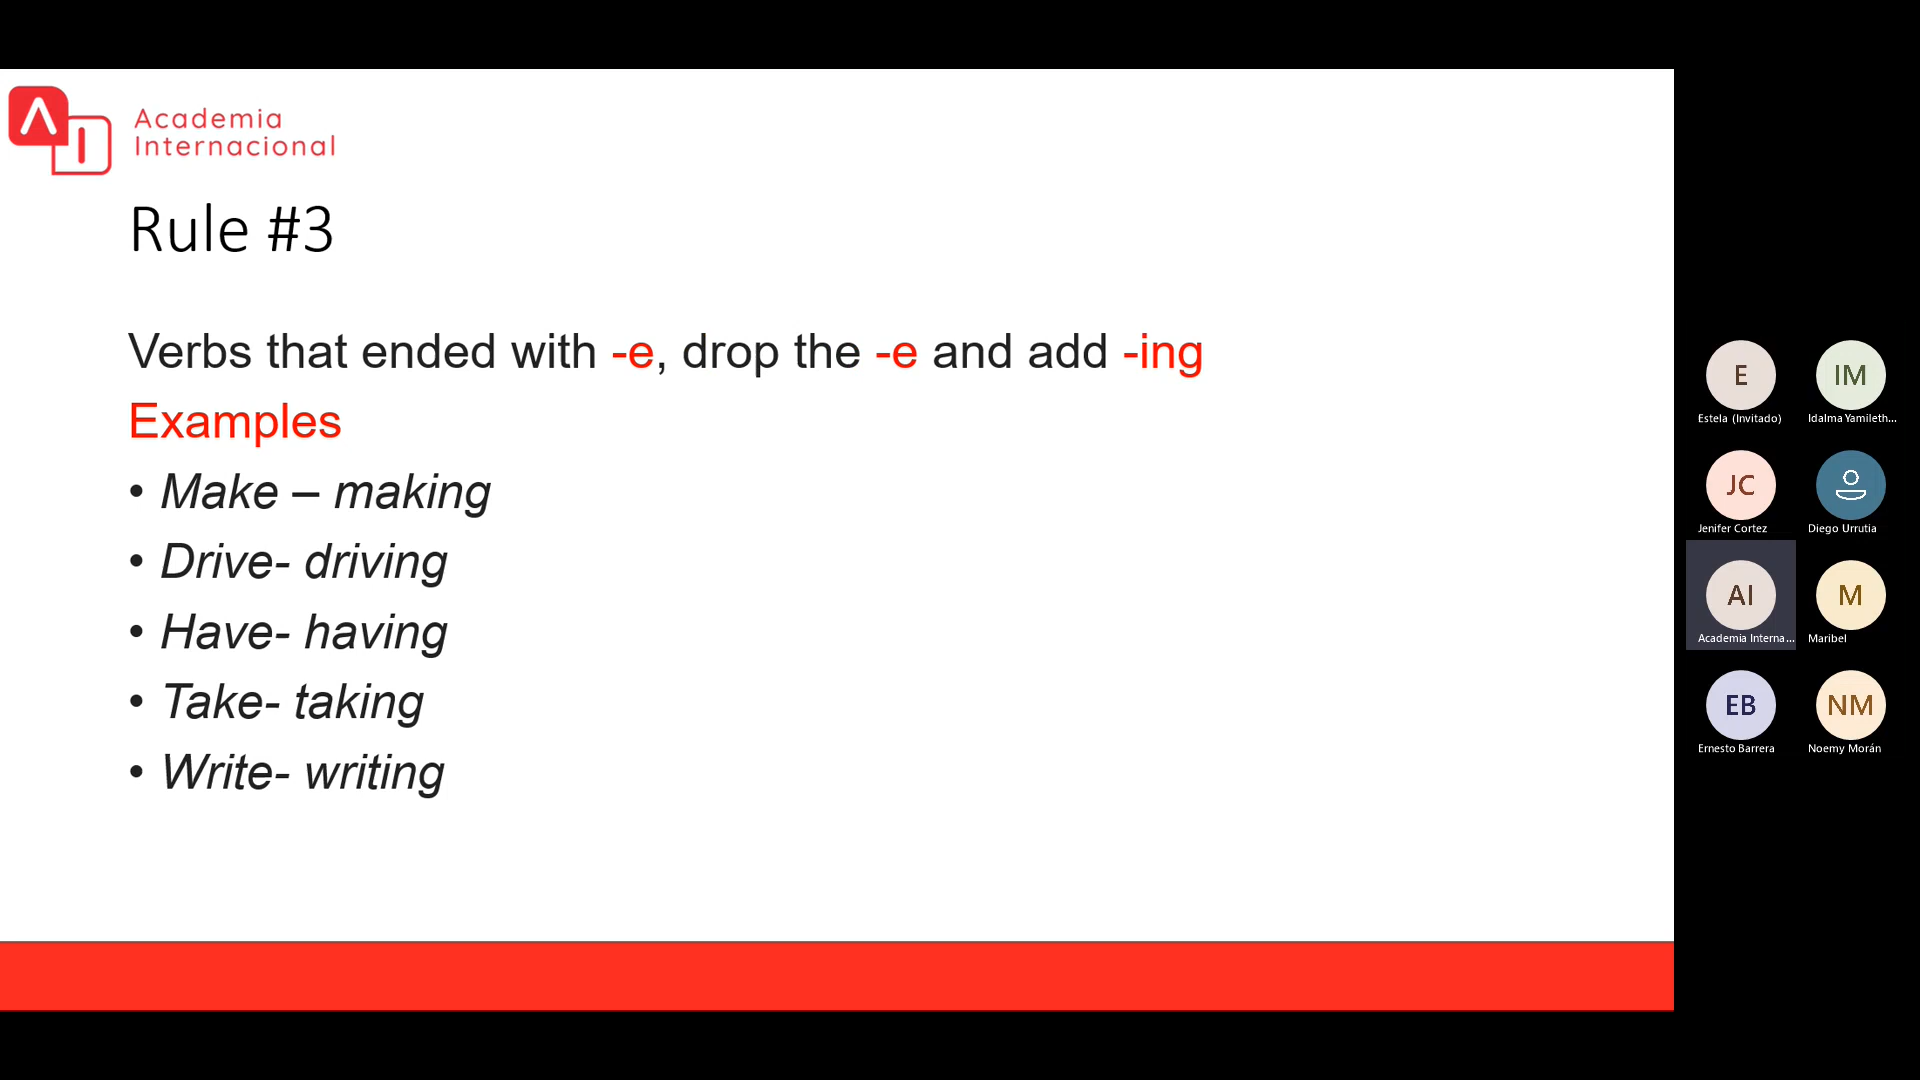 Academia
Internacional
Rule #3
Verbs that ended with -e, drop the -e and add -ing
Examples
• Make – making
• Drive- driving
• Have- having
• Take- taking
• Write- writing
E
IM
Estela (Invitado)
Idalma Yamileth...
JC
Jenifer Cortez
Diego Urrutia
AI
M
Academia Interna...
Maribel
EB
NM
Ernesto Barrera
Noemy Morán